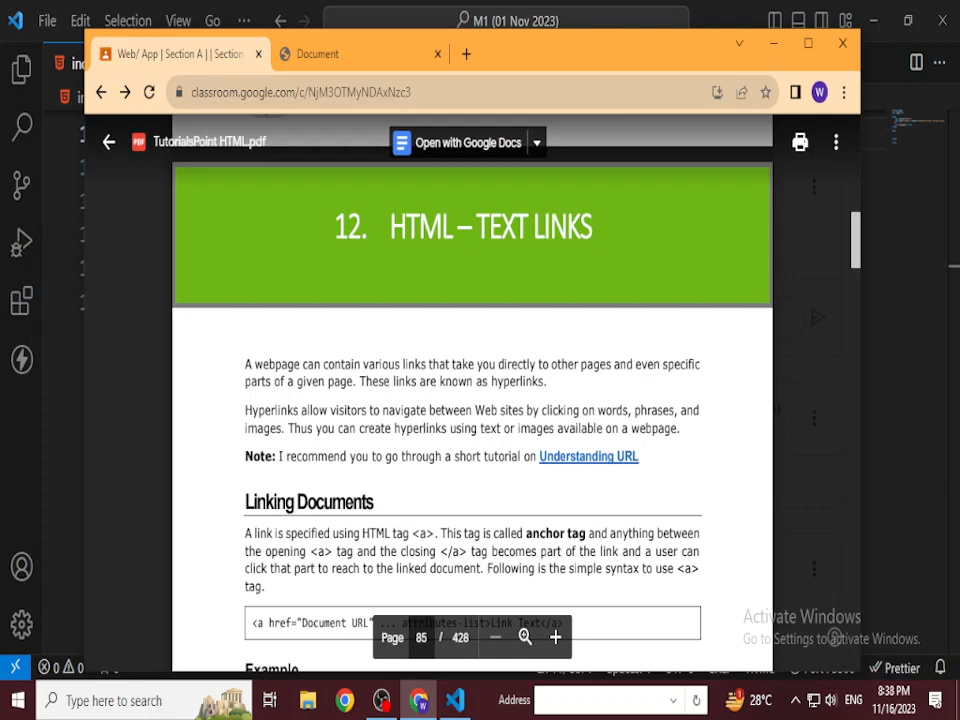 File Edit Selection View Go ··· M1 (01 Nov 2023)
Web/ App | Section A | | Section
Document
classroom.google.com/c/NjM3OTMyNDAxNzc3
W
PDF TutorialsPoint HTML.pdf
Open with Google Docs
12. HTML – TEXT LINKS
A webpage can contain various links that take you directly to other pages and even specific
parts of a given page. These links are known as hyperlinks.
Hyperlinks allow visitors to navigate between Web sites by clicking on words, phrases, and
images. Thus you can create hyperlinks using text or images available on a webpage.
Note: I recommend you to go through a short tutorial on Understanding URL
Linking Documents
A link is specified using HTML tag <a>. This tag is called anchor tag and anything between
the opening <a> tag and the closing </a> tag becomes part of the link and a user can
click that part to reach to the linked document. Following is the simple syntax to use <a>
tag.
<a href="Document URL" ... attributes-list>Link Text</a>
Page 85 / 428
Example
Activate Windows
Go to Settings to activate Windows.
0 0
Prettier
Type here to search
Address
28°C
ENG
8:38 PM
11/16/2023